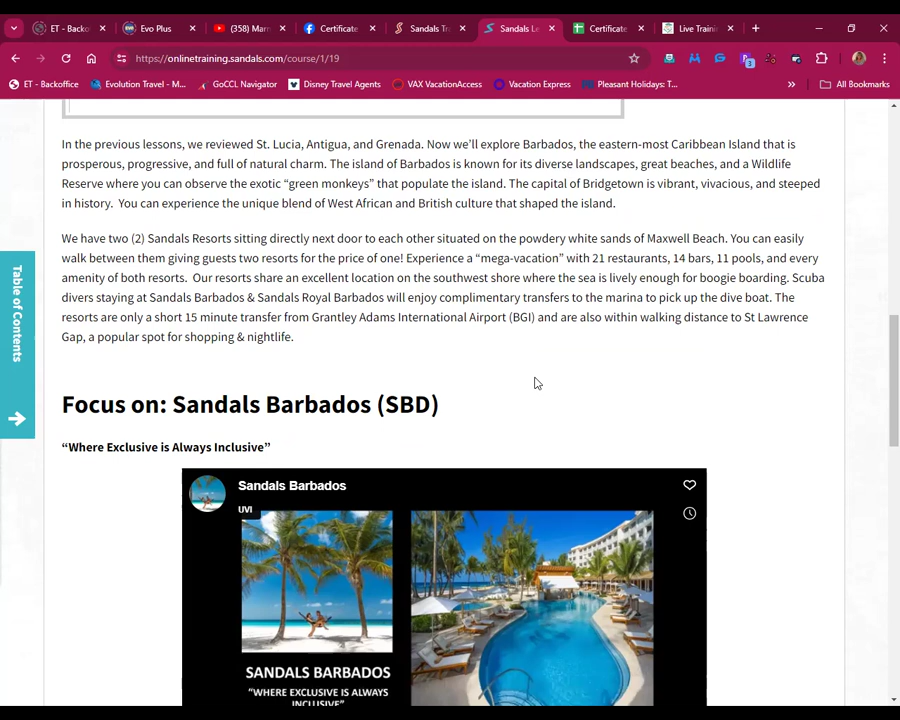 ET - Backo
Evo Plus
(358) Marr
Certificate
Sandals Tr
Sandals Le
Certificate
Live Traini
https://onlinetraining.sandals.com/course/1/19
ET - Backoffice
Evolution Travel - M...
GoCCL Navigator
Disney Travel Agents
VAX VacationAccess
Vacation Express
Pleasant Holidays: T...
»
All Bookmarks
In the previous lessons, we reviewed St. Lucia, Antigua, and Grenada. Now we'll explore Barbados, the eastern-most Caribbean Island that is
prosperous, progressive, and full of natural charm. The island of Barbados is known for its diverse landscapes, great beaches, and a Wildlife
Reserve where you can observe the exotic “green monkeys” that populate the island. The capital of Bridgetown is vibrant, vivacious, and steeped
in history. You can experience the unique blend of West African and British culture that shaped the island.
We have two (2) Sandals Resorts sitting directly next door to each other situated on the powdery white sands of Maxwell Beach. You can easily
walk between them giving guests two resorts for the price of one! Experience a “mega-vacation” with 21 restaurants, 14 bars, 11 pools, and every
amenity of both resorts. Our resorts share an excellent location on the southwest shore where the sea is lively enough for boogie boarding. Scuba
divers staying at Sandals Barbados & Sandals Royal Barbados will enjoy complimentary transfers to the marina to pick up the dive boat. The
resorts are only a short 15 minute transfer from Grantley Adams International Airport (BGI) and are also within walking distance to St Lawrence
Gap, a popular spot for shopping & nightlife.
Table of Contents
Focus on: Sandals Barbados (SBD)
“Where Exclusive is Always Inclusive”
Sandals Barbados
UVI
SANDALS BARBADOS
“WHERE EXCLUSIVE IS ALWAYS
INCLUSIVE”